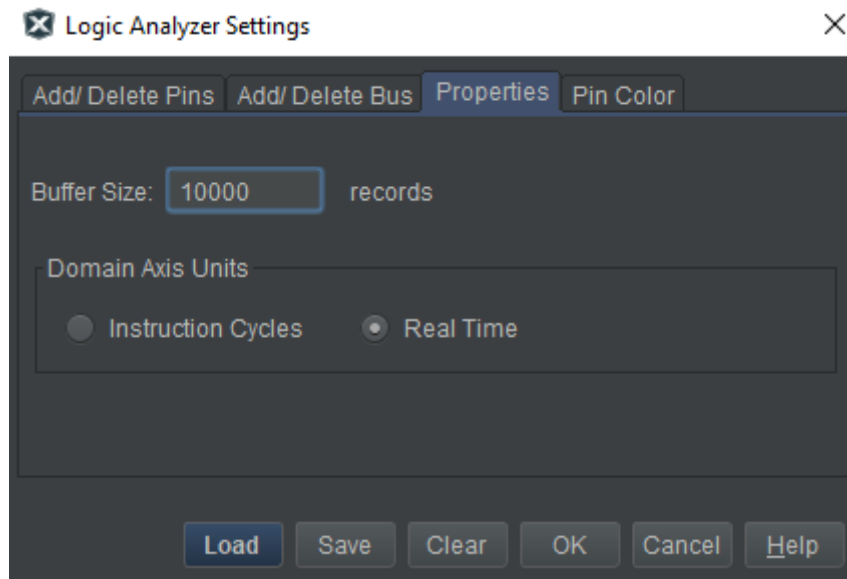 Logic Analyzer Settings
Add/ Delete Pins Add/ Delete Bus Properties Pin Color
Buffer Size: 10000 records
Domain Axis Units
Instruction Cycles Real Time
Load Save Clear OK Cancel Help